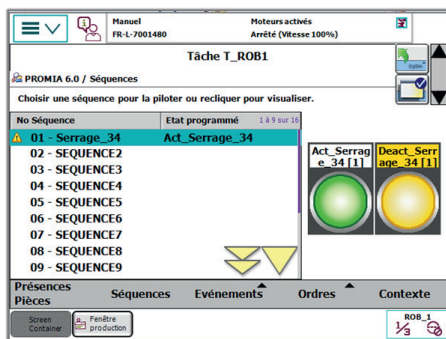 Manuel
FR-L-7001480
Moteurs activés
Arrêté (Vitesse 100%)
Tâche T_ROB1
PROMIA 6.0 / Séquences
Choisir une séquence pour la piloter ou recliquer pour visualiser.
No Séquence Etat programmé 1 à 9 sur 16
01 - Serrage_34 Act_Serrage_34
02 - SEQUENCE2
03 - SEQUENCE3
04 - SEQUENCE4
05 - SEQUENCE5
06 - SEQUENCE6
07 - SEQUENCE7
08 - SEQUENCE8
09 - SEQUENCE9
Act_Serrag
e_34 [1]
Deact_Serr
age_34 [1]
Présences
Pièces
Séquences
Evénements
Ordres
Contexte
Screen
Container
Fenêtre
production
ROB_1
1/3